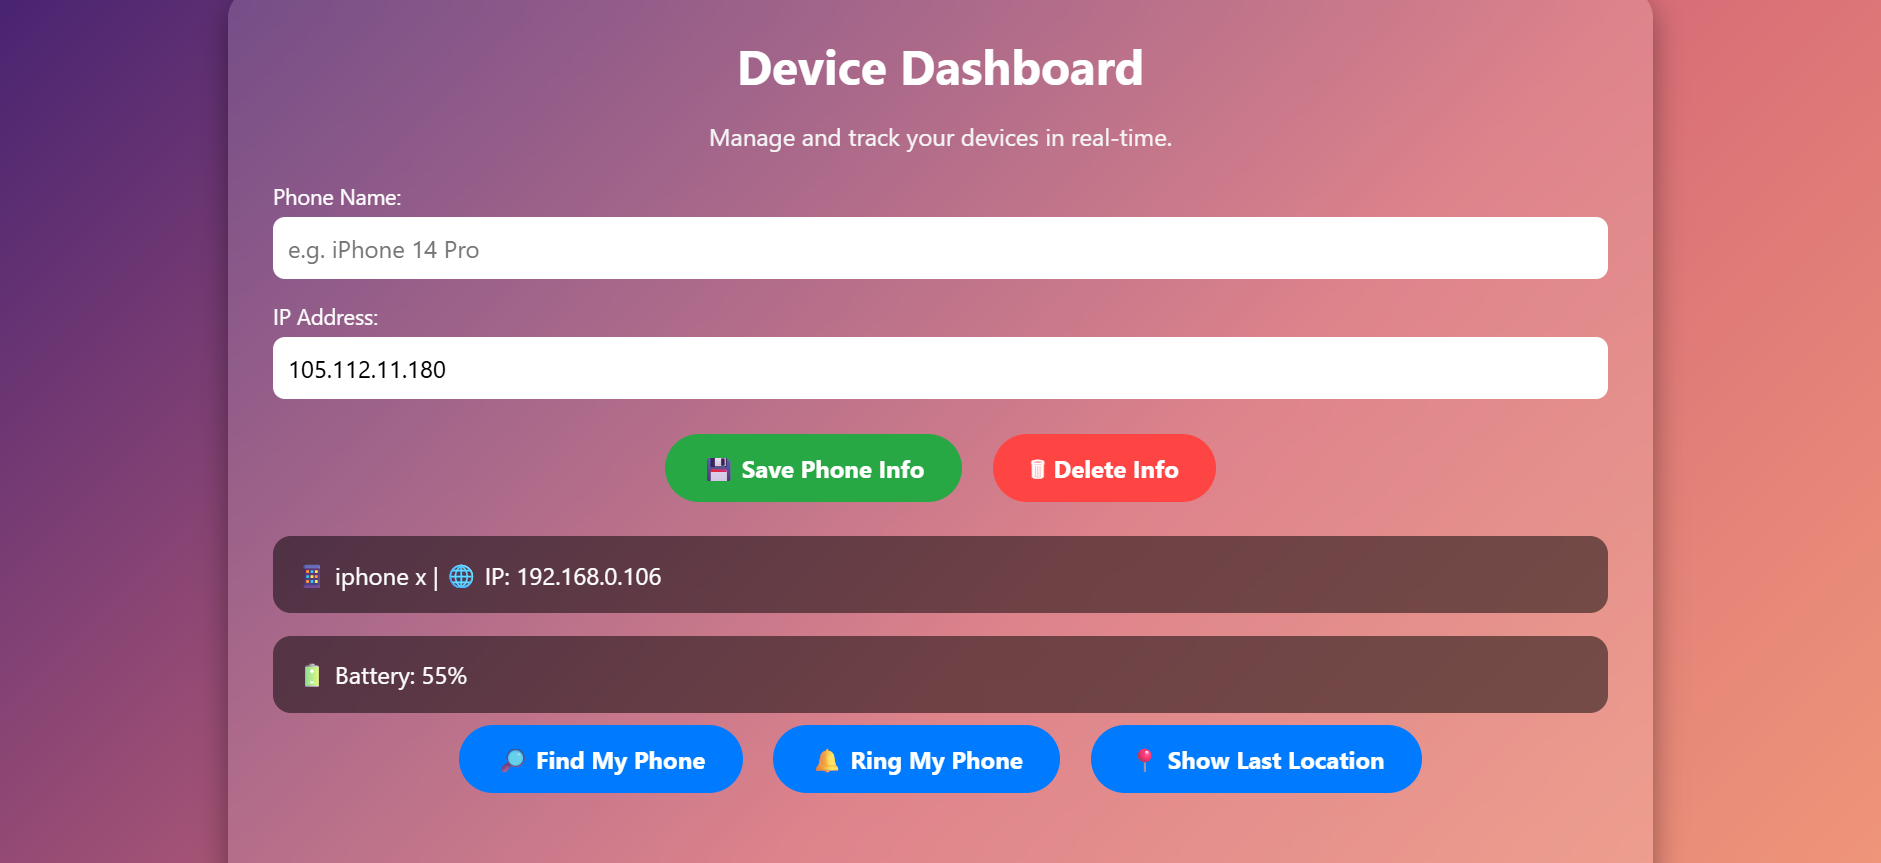 Device Dashboard
Manage and track your devices in real-time.
Phone Name:
e.g. iPhone 14 Pro
IP Address:
105.112.11.180
💾 Save Phone Info
🗑 Delete Info
📱 iphone x | 🌐 IP: 192.168.0.106
🔋 Battery: 55%
🔎 Find My Phone
🔔 Ring My Phone
📍 Show Last Location